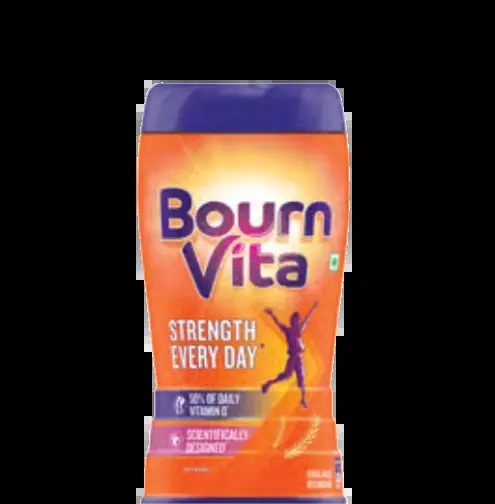 Bourn
Vita
STRENGTH
EVERY DAY*
50% OF DAILY
VITAMIN D*
SCIENTIFICALLY
DESIGNED*